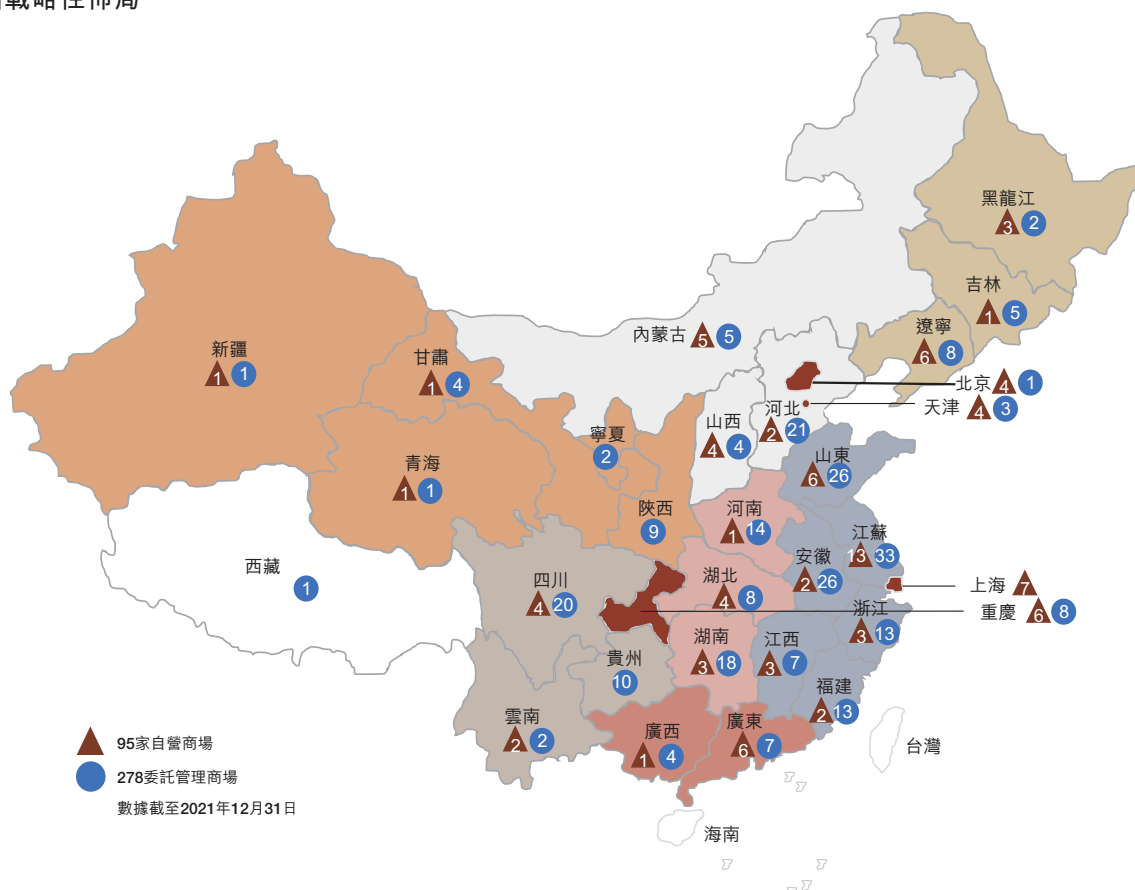 戰略性佈局
黑龍江
3 2
吉林
1 5
遼寧
6 8
內蒙古 5 5
新疆
1 1
甘肅
1 4
北京 4 1
天津 4 3
河北
2 21
山西
4 4
寧夏
2
山東
6 26
青海
1 1
陝西
9
河南
1 14
江蘇
13 33
安徽
2 26
西藏
1
四川
4 20
湖北
4 8
上海 7
重慶 6 8
浙江
3 13
湖南
3 18
江西
3 7
貴州
10
福建
2 13
雲南
2 2
廣西
1 4
廣東
6 7
台灣
海南
95家自營商場
278委託管理商場
數據截至2021年12月31日